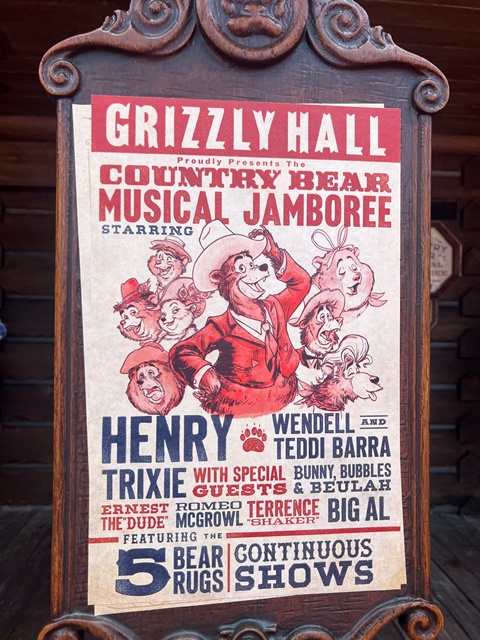 GRIZZLY HALL
Proudly Presents The
COUNTRY BEAR
MUSICAL JAMBOREE
STARRING
HENRY
WENDELL AND
TEDDI BARRA
TRIXIE
WITH SPECIAL
GUESTS
BUNNY, BUBBLES
& BEULAH
ERNEST
THE "DUDE"
ROMEO
MCGROWL
TERRENCE
"SHAKER"
BIG AL
FEATURING THE
5 BEAR
RUGS
CONTINUOUS
SHOWS